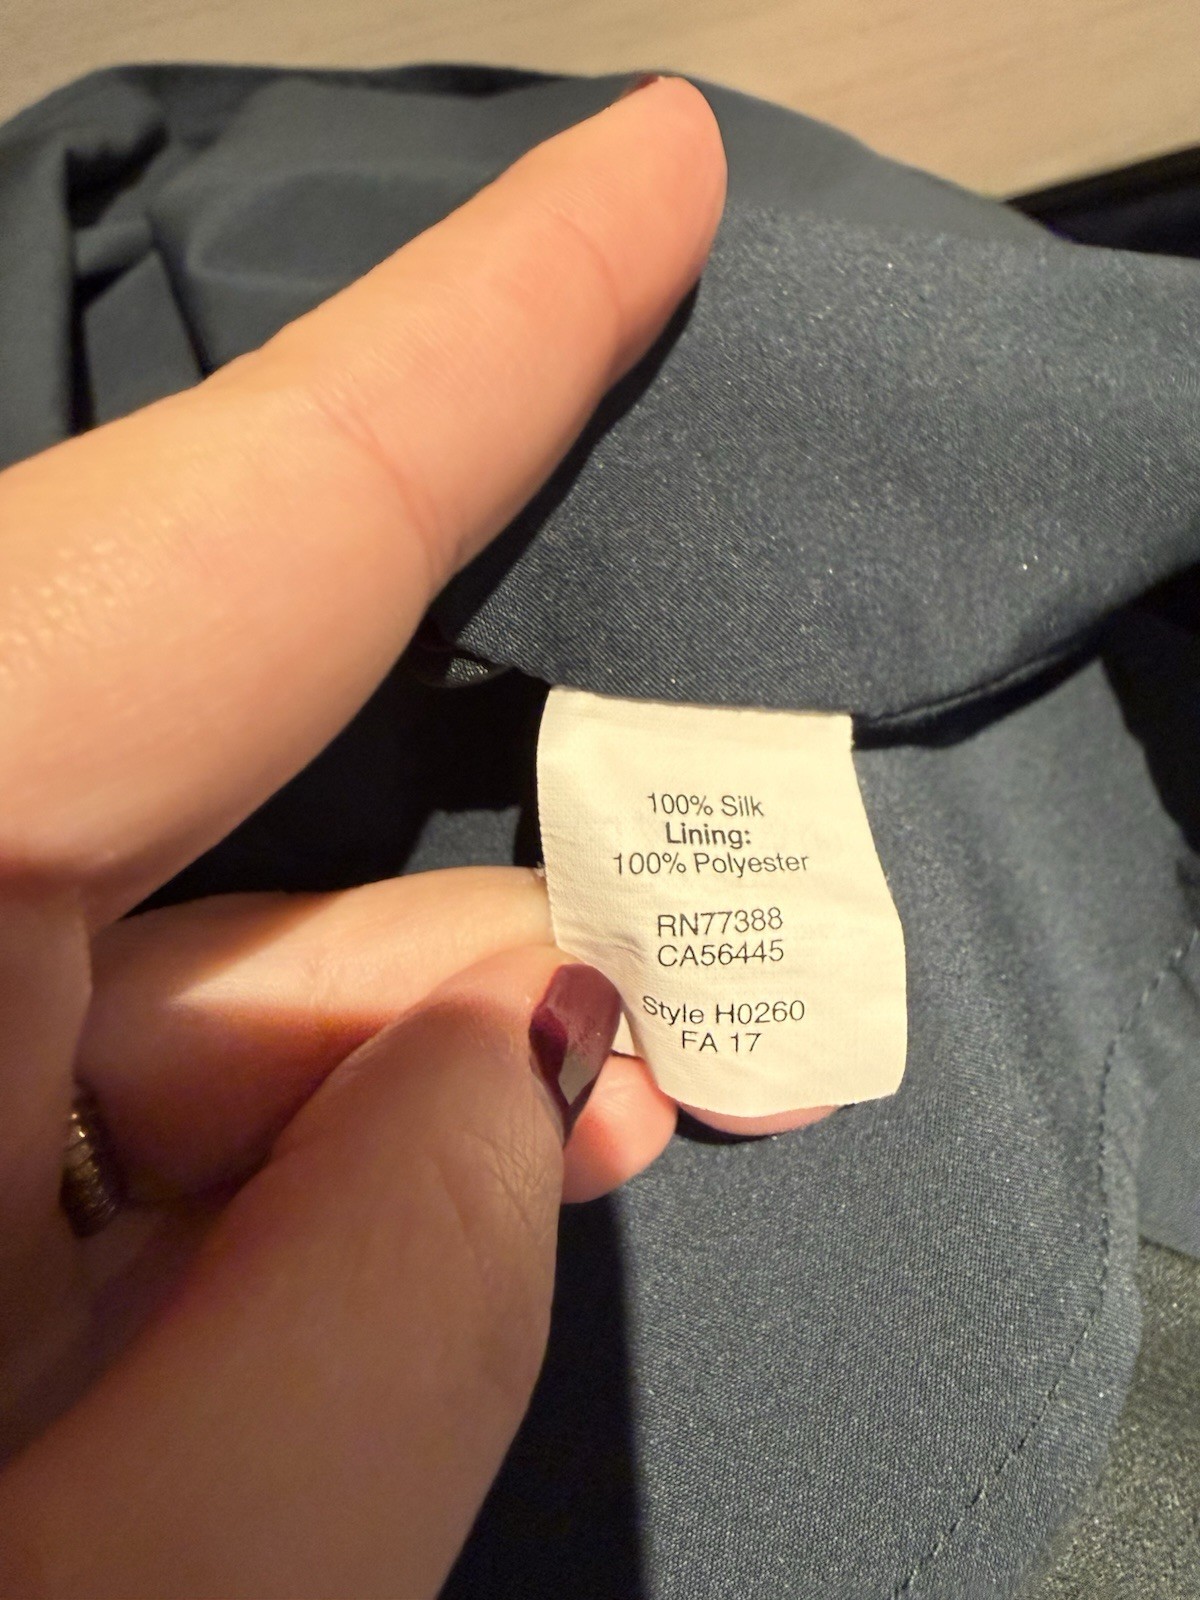 100% Silk
Lining:
100% Polyester
RN77388
CA56445
Style H0260
FA 17